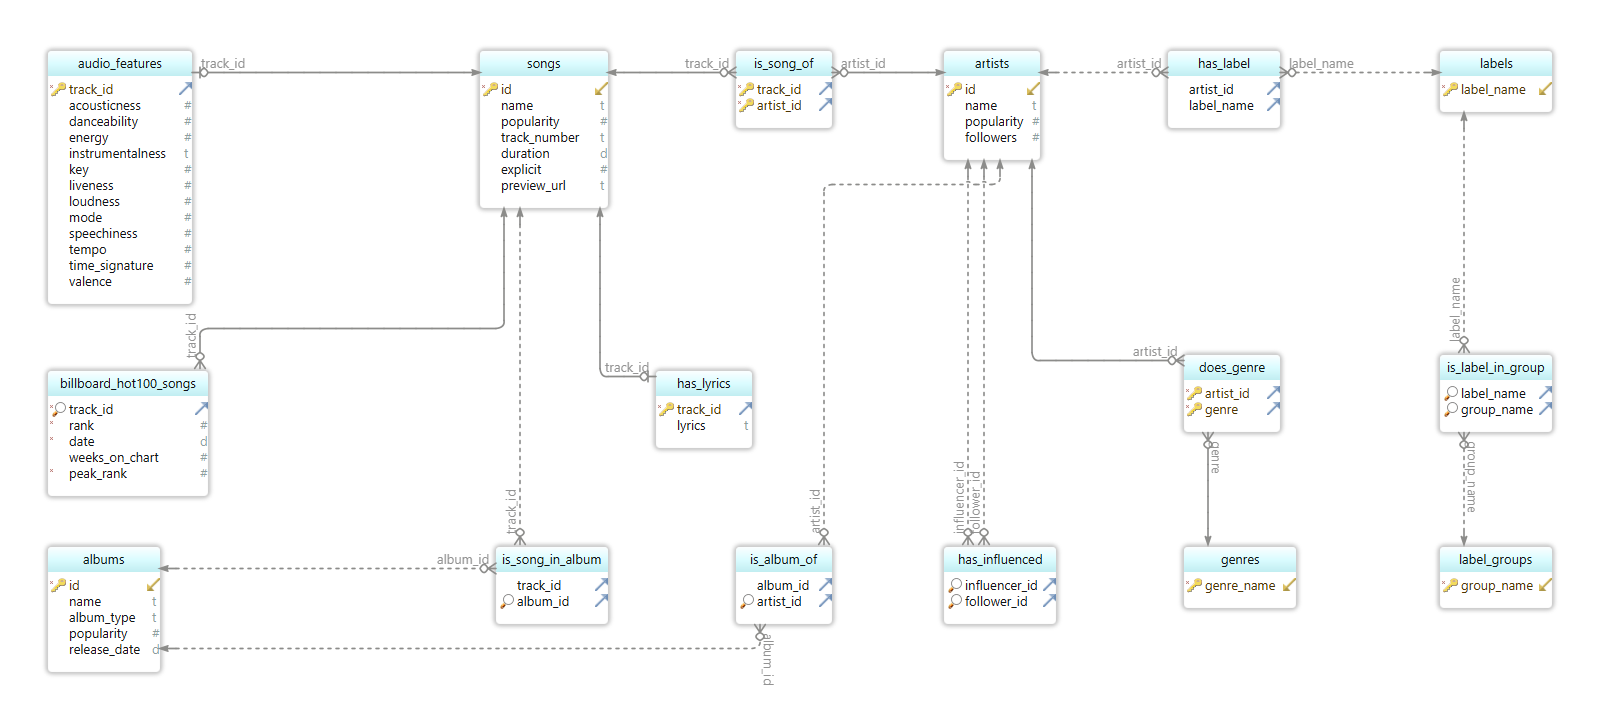 audio_features
track_id
acousticness #
danceability #
energy #
instrumentalness t
key #
liveness #
loudness #
mode #
speechiness #
tempo #
time_signature #
valence #
track_id
songs
id
name t
popularity #
track_number t
duration d
explicit #
preview_url t
track_id
is_song_of
track_id
artist_id
artist_id
artists
id
name t
popularity #
followers #
artist_id
has_label
artist_id
label_name
label_name
labels
label_name
track_id
billboard_hot100_songs
track_id
rank #
date d
weeks_on_chart #
peak_rank #
track_id
has_lyrics
track_id
lyrics t
artist_id
does_genre
artist_id
genre
genre
label_name
is_label_in_group
label_name
group_name
group_name
albums
id
name t
album_type t
popularity #
release_date d
album_id
track_id
is_song_in_album
track_id
album_id
artist_id
is_album_of
album_id
artist_id
album_id
influencer_id
follower_id
has_influenced
influencer_id
follower_id
genres
genre_name
label_groups
group_name